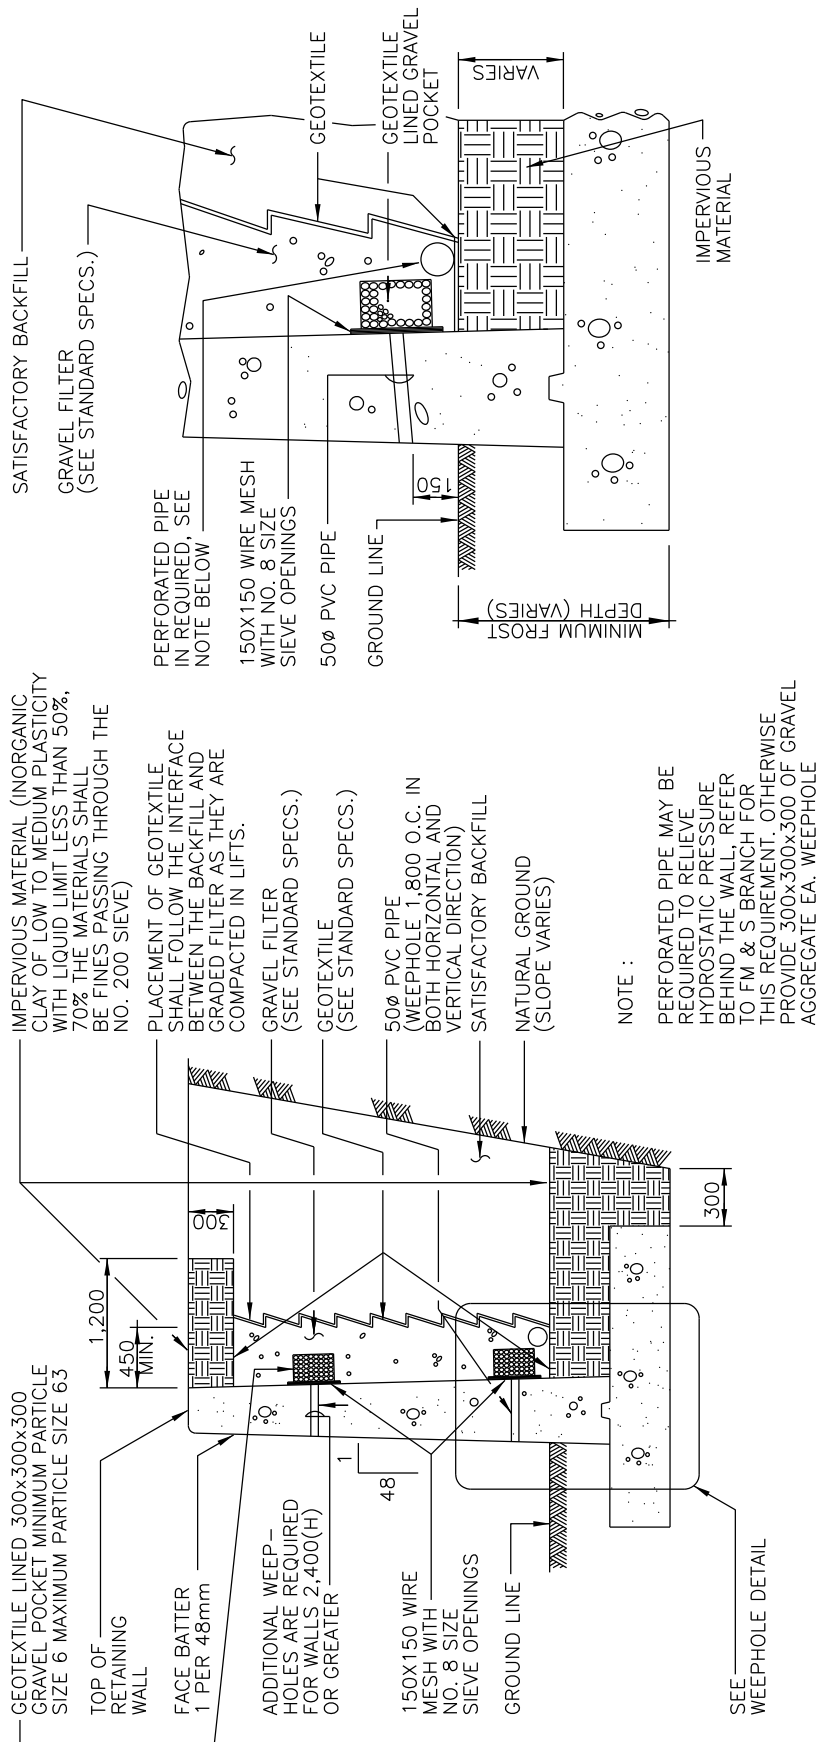 GEOTEXTILE LINED 300x300x300
GRAVEL POCKET MINIMUM PARTICLE
SIZE 6 MAXIMUM PARTICLE SIZE 63
TOP OF
RETAINING
WALL
FACE BATTER
1 PER 48mm
ADDITIONAL WEEP-
HOLES ARE REQUIRED
FOR WALLS 2,400(H)
OR GREATER
150X150 WIRE
MESH WITH
NO. 8 SIZE
SIEVE OPENINGS
GROUND LINE
SEE
WEEPHOLE DETAIL
1,200
450
MIN.
300
1
48
300
IMPERVIOUS MATERIAL (INORGANIC
CLAY OF LOW TO MEDIUM PLASTICITY
WITH LIQUID LIMIT LESS THAN 50%,
70% THE MATERIALS SHALL
BE FINES PASSING THROUGH THE
NO. 200 SIEVE)
PLACEMENT OF GEOTEXTILE
SHALL FOLLOW THE INTERFACE
BETWEEN THE BACKFILL AND
GRADED FILTER AS THEY ARE
COMPACTED IN LIFTS.
GRAVEL FILTER
(SEE STANDARD SPECS.)
GEOTEXTILE
(SEE STANDARD SPECS.)
50ø PVC PIPE
(WEEPHOLE 1,800 O.C. IN
BOTH HORIZONTAL AND
VERTICAL DIRECTION)
SATISFACTORY BACKFILL
NATURAL GROUND
(SLOPE VARIES)
NOTE :
PERFORATED PIPE MAY BE
REQUIRED TO RELIEVE
HYDROSTATIC PRESSURE
BEHIND THE WALL, REFER
TO FM & S BRANCH FOR
THIS REQUIREMENT. OTHERWISE
PROVIDE 300x300x300 OF GRAVEL
AGGREGATE EA. WEEPHOLE
SATISFACTORY BACKFILL
GRAVEL FILTER
(SEE STANDARD SPECS.)
PERFORATED PIPE
IN REQUIRED, SEE
NOTE BELOW
150X150 WIRE MESH
WITH NO. 8 SIZE
SIEVE OPENINGS
50ø PVC PIPE
GROUND LINE
150
MINIMUM FROST
DEPTH (VARIES)
GEOTEXTILE
GEOTEXTILE
LINED GRAVEL
POCKET
VARIES
IMPERVIOUS
MATERIAL